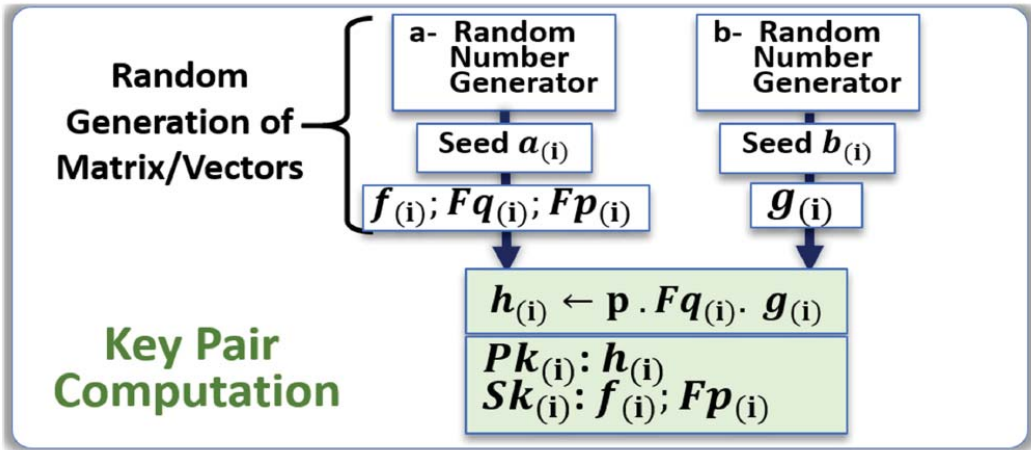 Random
Generation of
Matrix/Vectors
a- Random
Number
Generator
Seed a(i)
f(i); Fq(i); Fp(i)
b- Random
Number
Generator
Seed b(i)
g(i)
Key Pair
Computation
h(i) ← p . Fq(i). g(i)
Pk(i): h(i)
Sk(i): f(i); Fp(i)